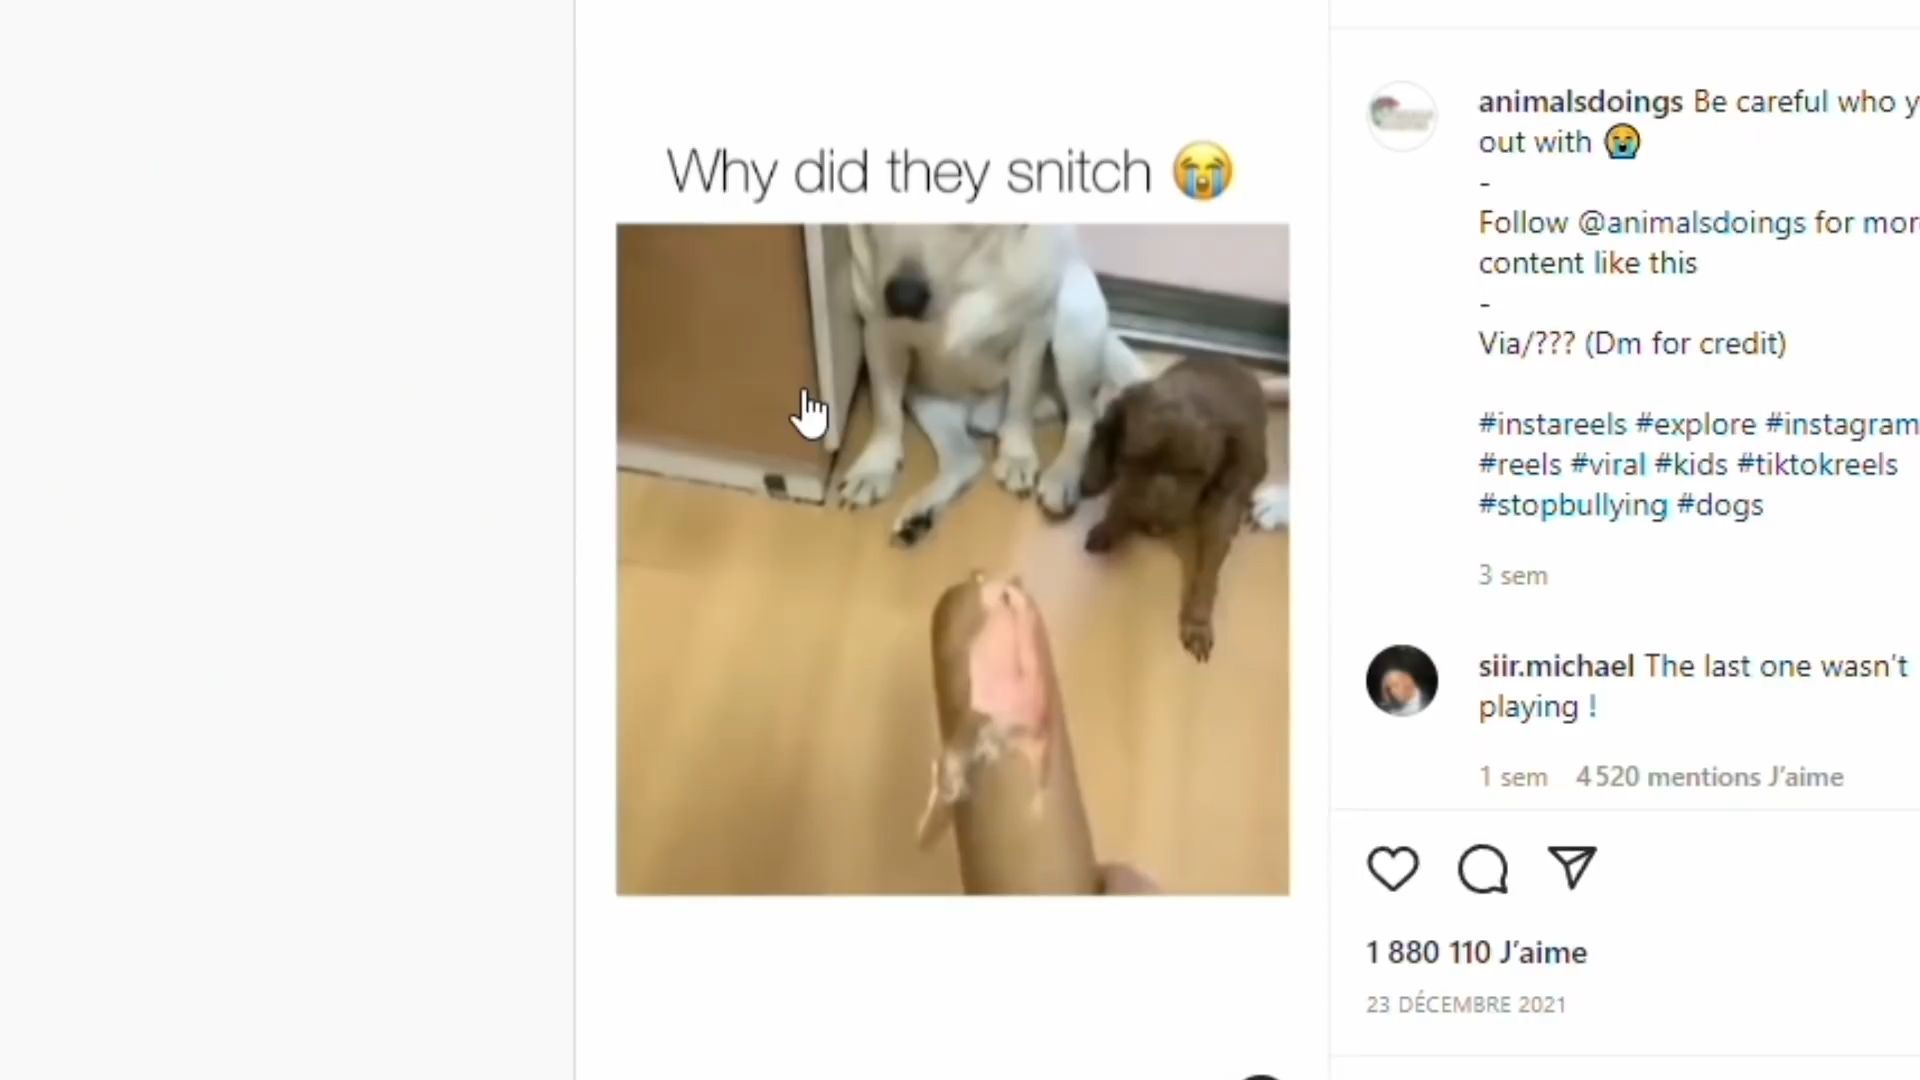 Why did they snitch 😭
animalsdoings Be careful who y
out with 😭
-
Follow @animalsdoings for mor
content like this
-
Via/??? (Dm for credit)
#instareels #explore #instagram
#reels #viral #kids #tiktokreels
#stopbullying #dogs
3 sem
siir.michael The last one wasn't
playing !
1 sem 4 520 mentions J'aime
1 880 110 J'aime
23 DÉCEMBRE 2021